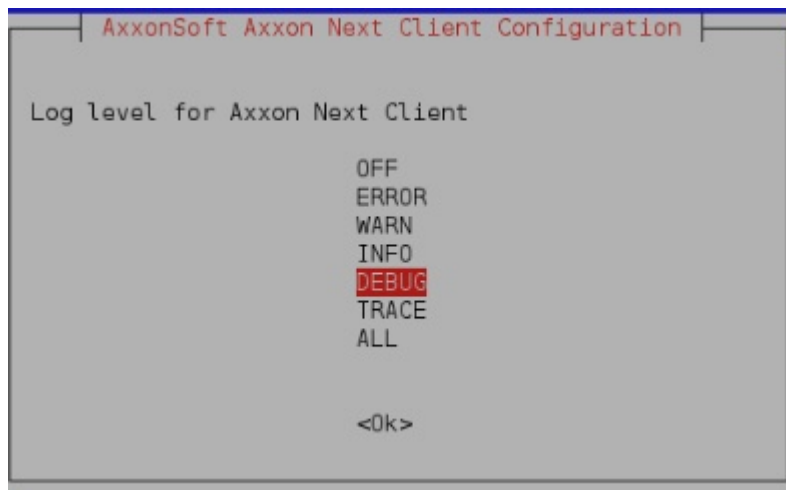 AxxonSoft Axxon Next Client Configuration
Log level for Axxon Next Client
OFF
ERROR
WARN
INFO
DEBUG
TRACE
ALL
<Ok>